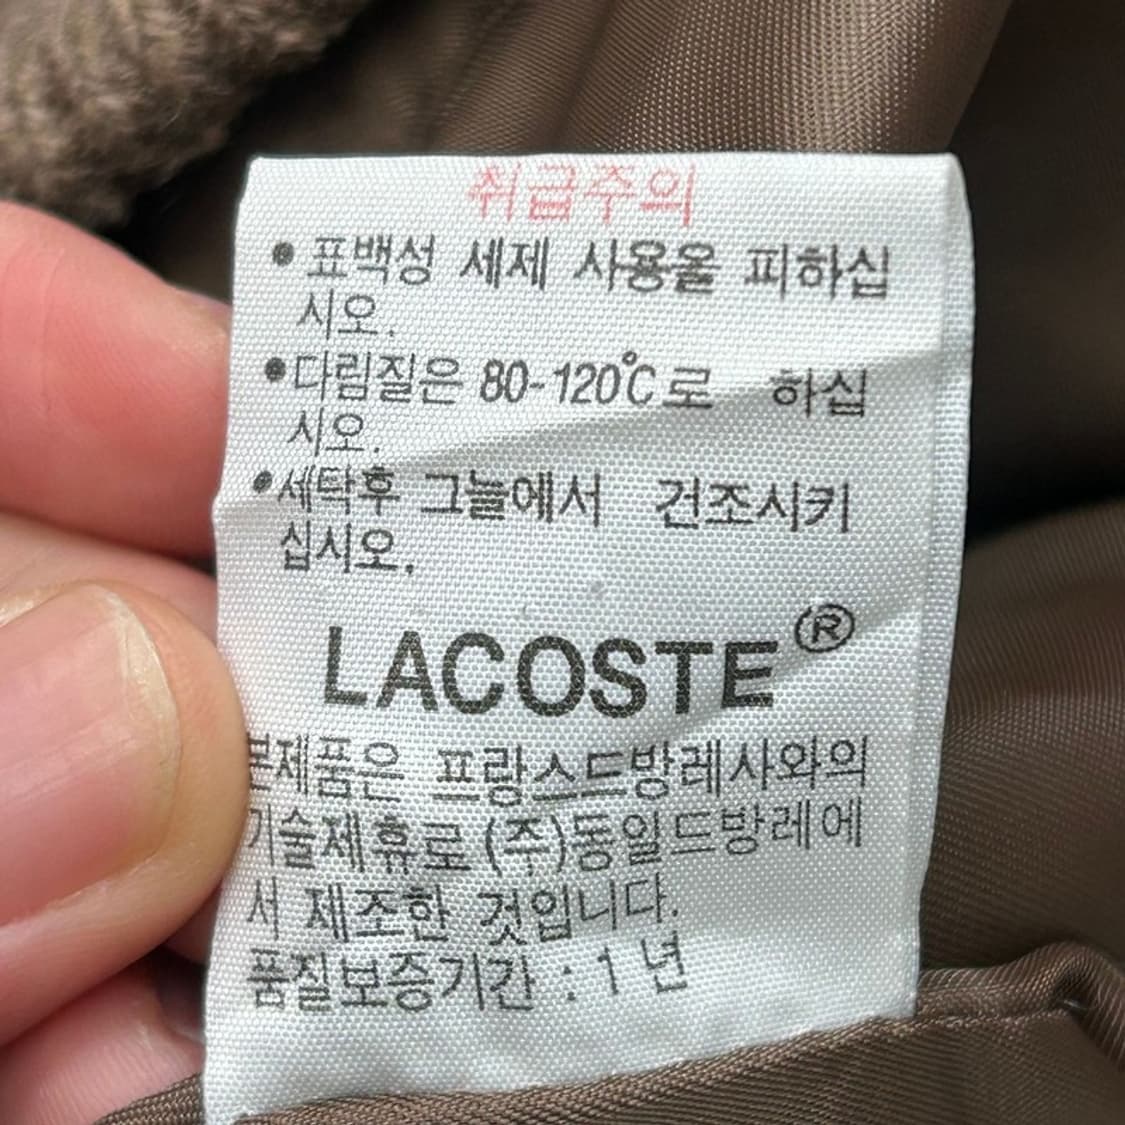 취급주의
• 표백성 세제 사용을 피하십
시오.
• 다림질은 80-120℃로 하십
시오.
• 세탁후 그늘에서 건조시키
십시오.
LACOSTE®
본제품은 프랑스드방레사와의
기술제휴로 (주)동일드방레에
서 제조한 것입니다.
품질보증기간 : 1 년